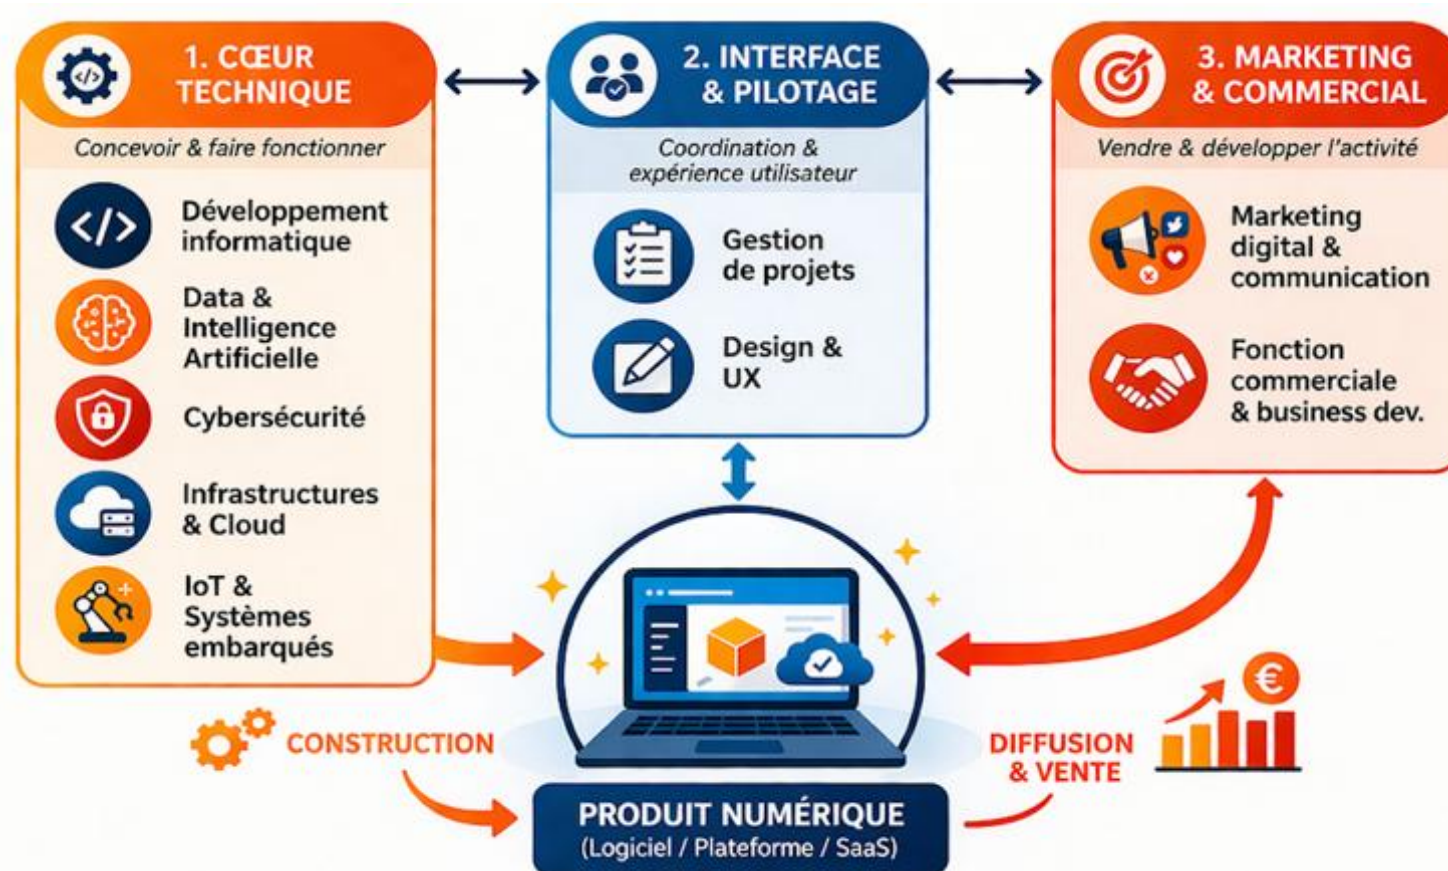 1. CŒUR
TECHNIQUE
Concevoir & faire fonctionner
Développement
informatique
Data &
Intelligence
Artificielle
Cybersécurité
Infrastructures
& Cloud
IoT &
Systèmes
embarqués
2. INTERFACE
& PILOTAGE
Coordination &
expérience utilisateur
Gestion
de projets
Design &
UX
3. MARKETING
& COMMERCIAL
Vendre & développer l'activité
Marketing
digital &
communication
Fonction
commerciale
& business dev.
CONSTRUCTION
DIFFUSION
& VENTE
€
PRODUIT NUMÉRIQUE
(Logiciel / Plateforme / SaaS)